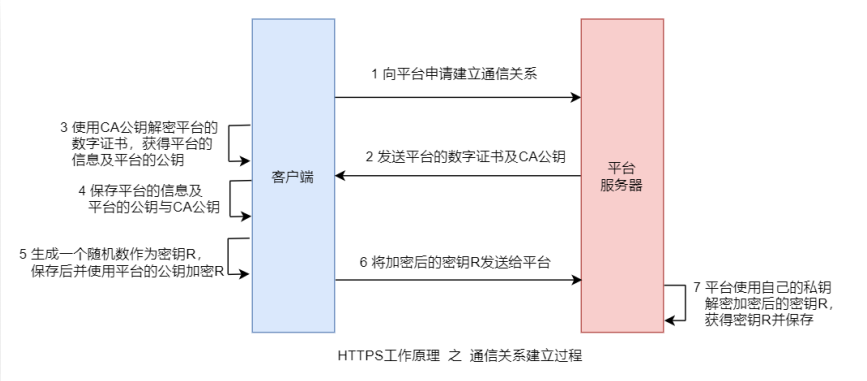 1 向平台申请建立通信关系
3 使用CA公钥解密平台的
数字证书，获得平台的
信息及平台的公钥
2 发送平台的数字证书及CA公钥
客户端
平台
服务器
4 保存平台的信息及
平台的公钥与CA公钥
5 生成一个随机数作为密钥R，
保存后并使用平台的公钥加密R
6 将加密后的密钥R发送给平台
7 平台使用自己的私钥
解密加密后的密钥R，
获得密钥R并保存
HTTPS工作原理 之 通信关系建立过程